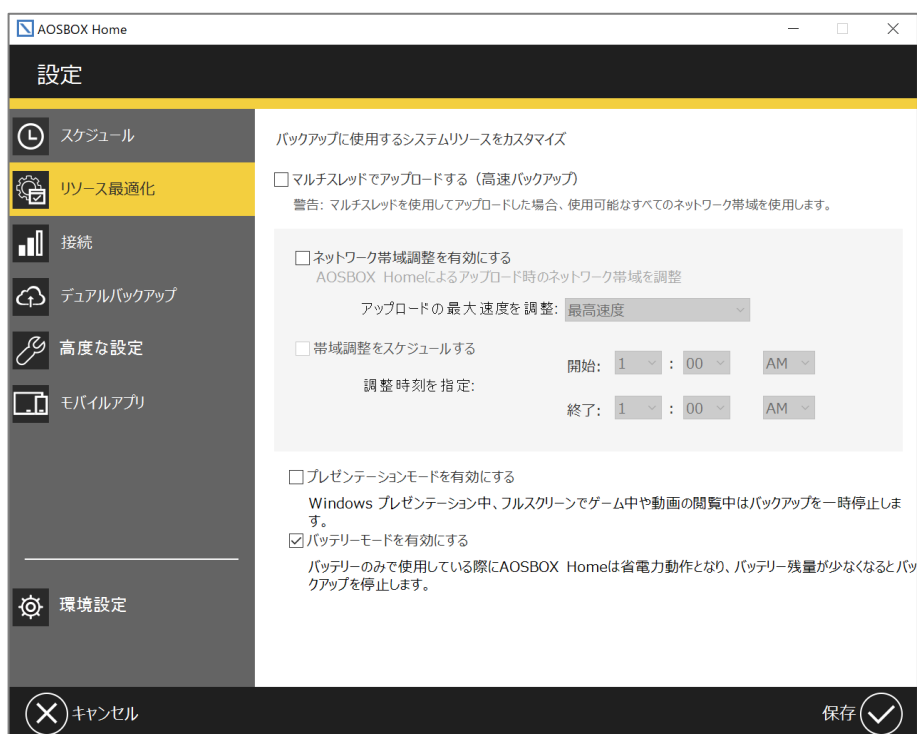 AOSBOX Home
設定
スケジュール
リソース最適化
接続
デュアルバックアップ
高度な設定
モバイルアプリ
環境設定
バックアップに使用するシステムリソースをカスタマイズ
マルチスレッドでアップロードする（高速バックアップ）
警告: マルチスレッドを使用してアップロードした場合、使用可能なすべてのネットワーク帯域を使用します。
ネットワーク帯域調整を有効にする
AOSBOX Homeによるアップロード時のネットワーク帯域を調整
アップロードの最大速度を調整: 最高速度
帯域調整をスケジュールする
調整時刻を指定:
開始: 1 : 00 AM
終了: 1 : 00 AM
プレゼンテーションモードを有効にする
Windows プレゼンテーション中、フルスクリーンでゲーム中や動画の閲覧中はバックアップを一時停止しま
す。
バッテリーモードを有効にする
バッテリーのみで使用している際にAOSBOX Homeは省電力動作となり、バッテリー残量が少なくなるとバッ
クアップを停止します。
キャンセル
保存